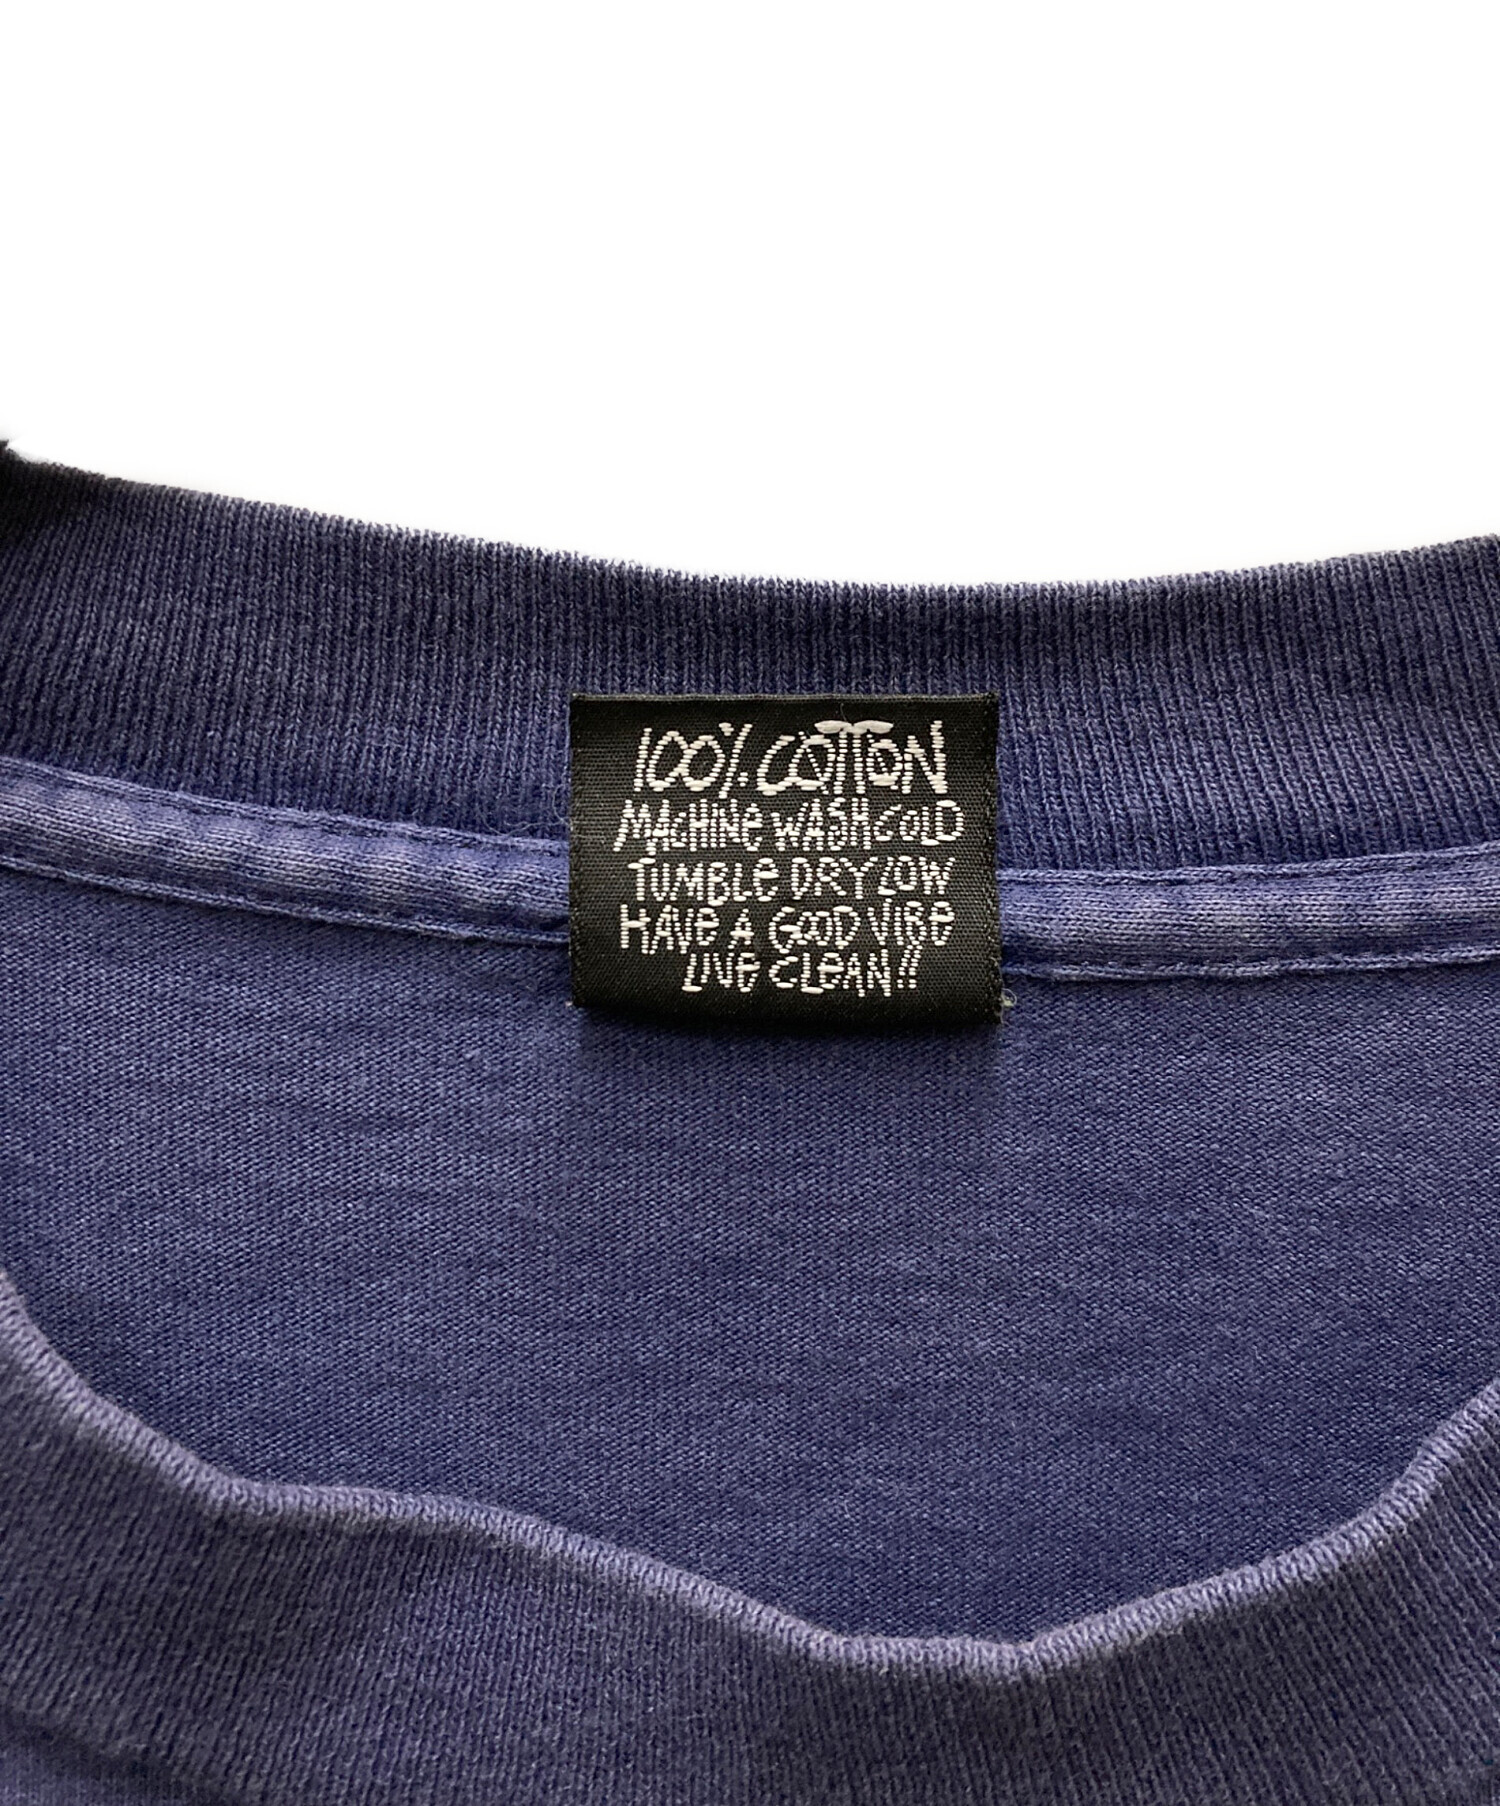 100% COTTON
MACHINE WASH COLD
TUMBLE DRY LOW
HAVE A GOOD VIBE
LIVE CLEAN!!